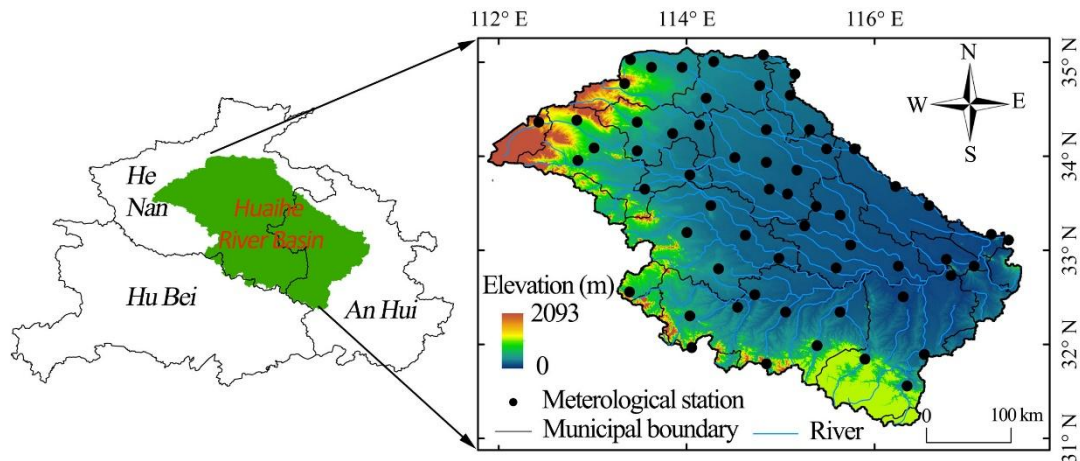 112° E
114° E
116° E
He
Nan
Huaihe
River Basin
Hu Bei
An Hui
N
W
E
S
35° N
34° N
33° N
32° N
31° N
Elevation (m)
2093
0
Meterological station
Municipal boundary
River
0
100 km